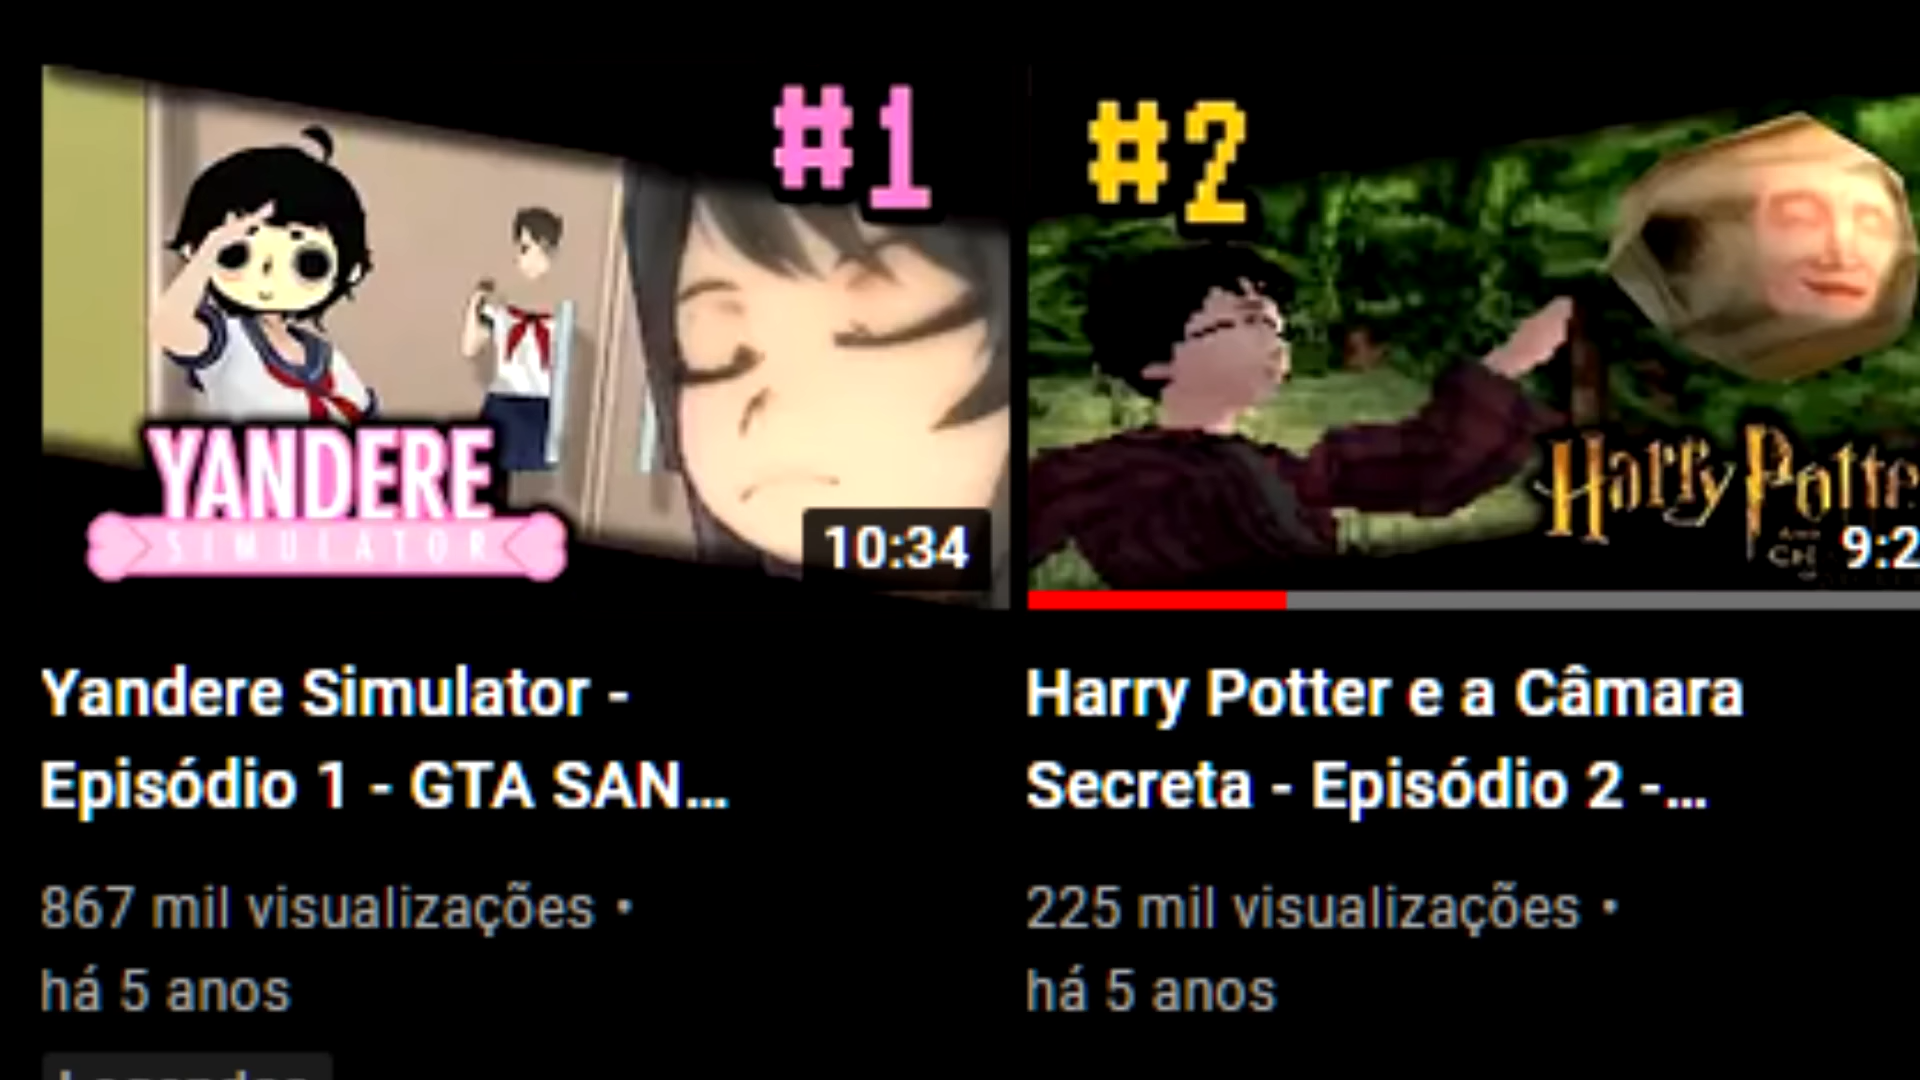 #1
YANDERE
SIMULATOR
10:34
#2
Harry Potte
9:2
Yandere Simulator -
Episódio 1 - GTA SAN...
867 mil visualizações •
há 5 anos
Harry Potter e a Câmara
Secreta - Episódio 2 -...
225 mil visualizações •
há 5 anos